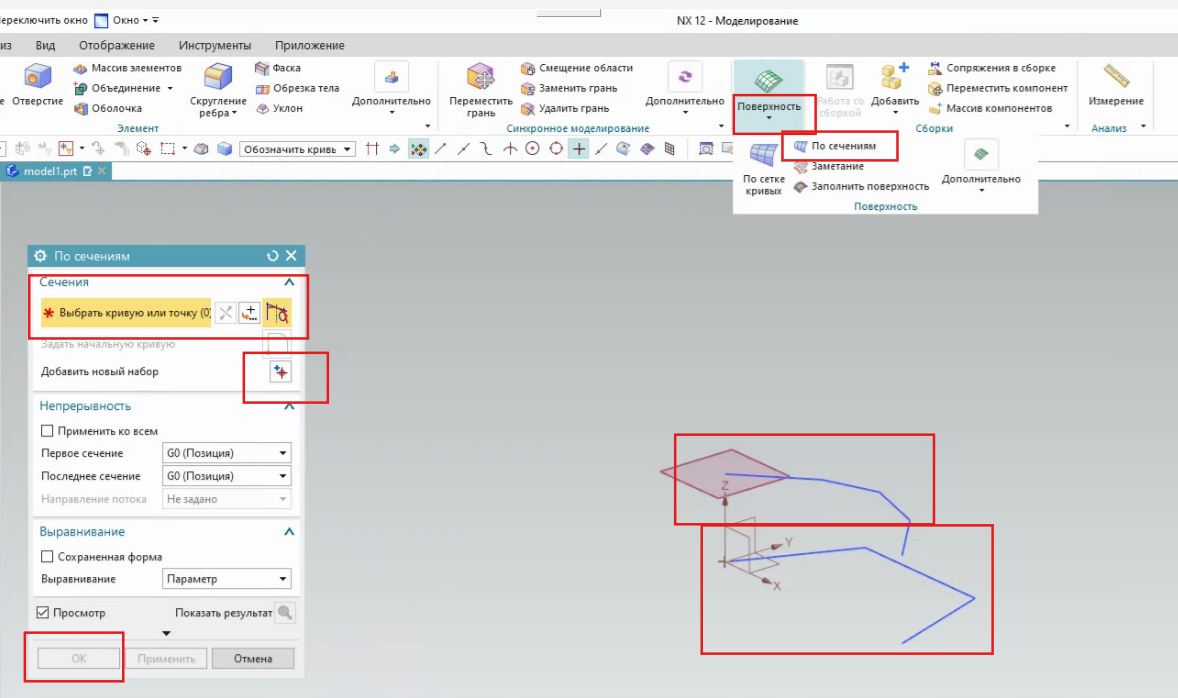 Переключить окно Окно
NX 12 - Моделирование
из Вид Отображение Инструменты Приложение
Отверстие
Массив элементов
Объединение
Оболочка
Скругление
ребра
Фаска
Обрезка тела
Уклон
Дополнительно
Элемент
Переместить
грань
Смещение области
Заменить грань
Удалить грань
Дополнительно
Синхронное моделирование
Поверхность
Работа со
сборкой
Добавить
Сопряжения в сборке
Переместить компонент
Массив компонентов
Сборки
Измерение
Анализ
Обозначить кривь
По сетке
кривых
По сечениям
Заметание
Заполнить поверхность
Дополнительно
Поверхность
model1.prt
По сечениям
Сечения
* Выбрать кривую или точку (0)
Задать начальную кривую
Добавить новый набор
Непрерывность
Применить ко всем
Первое сечение G0 (Позиция)
Последнее сечение G0 (Позиция)
Направление потока Не задано
Выравнивание
Сохраненная форма
Выравнивание Параметр
Просмотр Показать результат
OK Применить Отмена
Z
Y
X